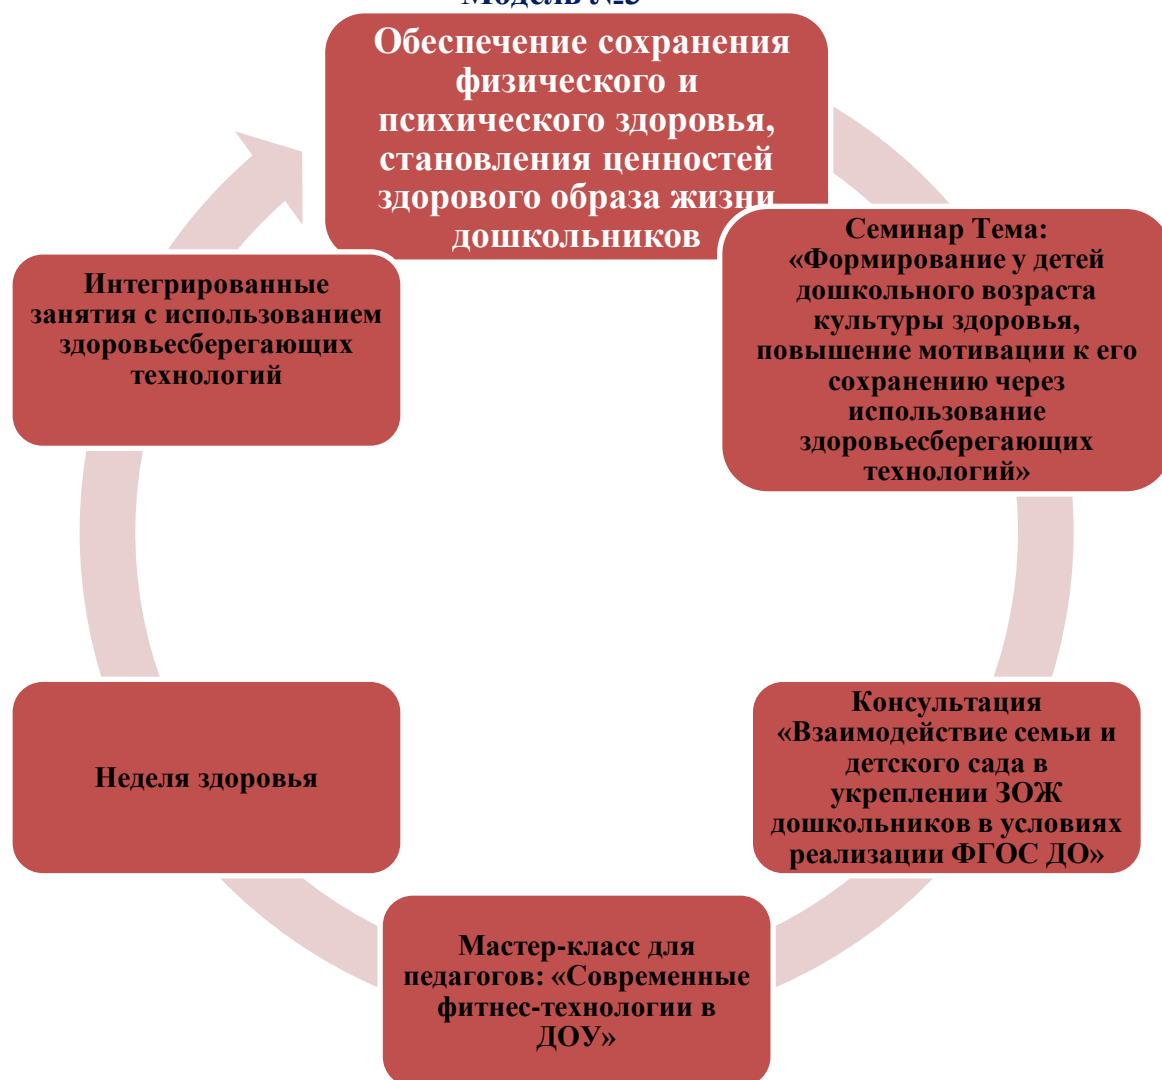 Модель №3
Обеспечение сохранения
физического и
психического здоровья,
становления ценностей
здорового образа жизни
дошкольников
Семинар Тема:
«Формирование у детей
дошкольного возраста
культуры здоровья,
повышение мотивации к его
сохранению через
использование
здоровьесберегающих
технологий»
Консультация
«Взаимодействие семьи и
детского сада в
укреплении ЗОЖ
дошкольников в условиях
реализации ФГОС ДО»
Мастер-класс для
педагогов: «Современные
фитнес-технологии в
ДОУ»
Неделя здоровья
Интегрированные
занятия с использованием
здоровьесберегающих
технологий